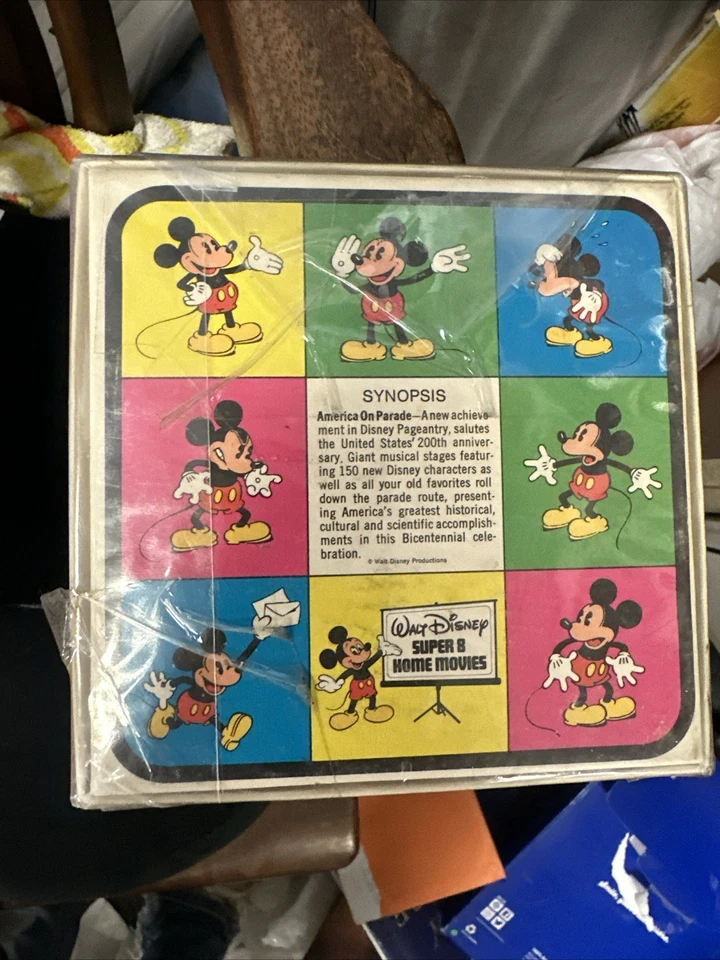 SYNOPSIS
America On Parade—A new achieve-
ment in Disney Pageantry, salutes
the United States' 200th anniver-
sary. Giant musical stages featur-
ing 150 new Disney characters as
well as all your old favorites roll
down the parade route, present-
ing America's greatest historical,
cultural and scientific accomplish-
ments in this Bicentennial cele-
bration.
© Walt Disney Productions
WALT DISNEY
SUPER 8
HOME MOVIES